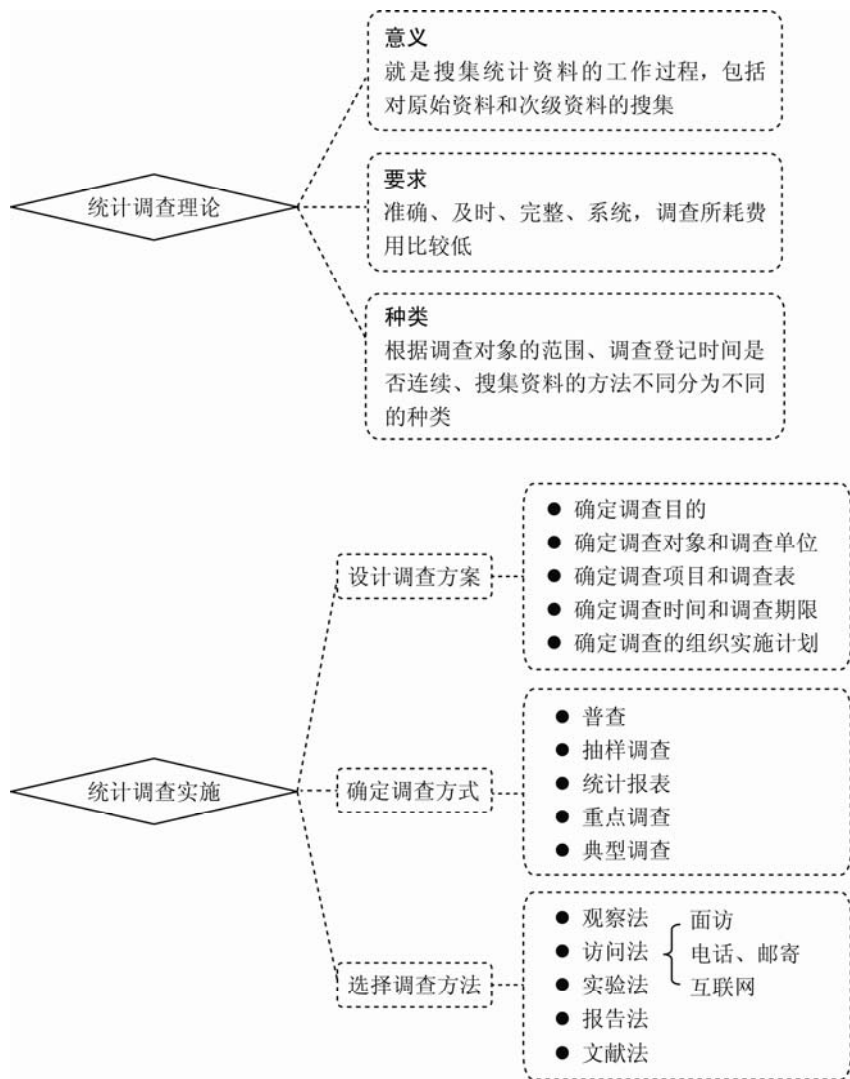 意义
就是搜集统计资料的工作过程，包括
对原始资料和次级资料的搜集
统计调查理论
要求
准确、及时、完整、系统，调查所耗费
用比较低
种类
根据调查对象的范围、调查登记时间是
否连续、搜集资料的方法不同分为不同
的种类
统计调查实施
设计调查方案
● 确定调查目的
● 确定调查对象和调查单位
● 确定调查项目和调查表
● 确定调查时间和调查期限
● 确定调查的组织实施计划
确定调查方式
● 普查
● 抽样调查
● 统计报表
● 重点调查
● 典型调查
选择调查方法
● 观察法
● 访问法
● 实验法
● 报告法
● 文献法
面访
电话、邮寄
互联网